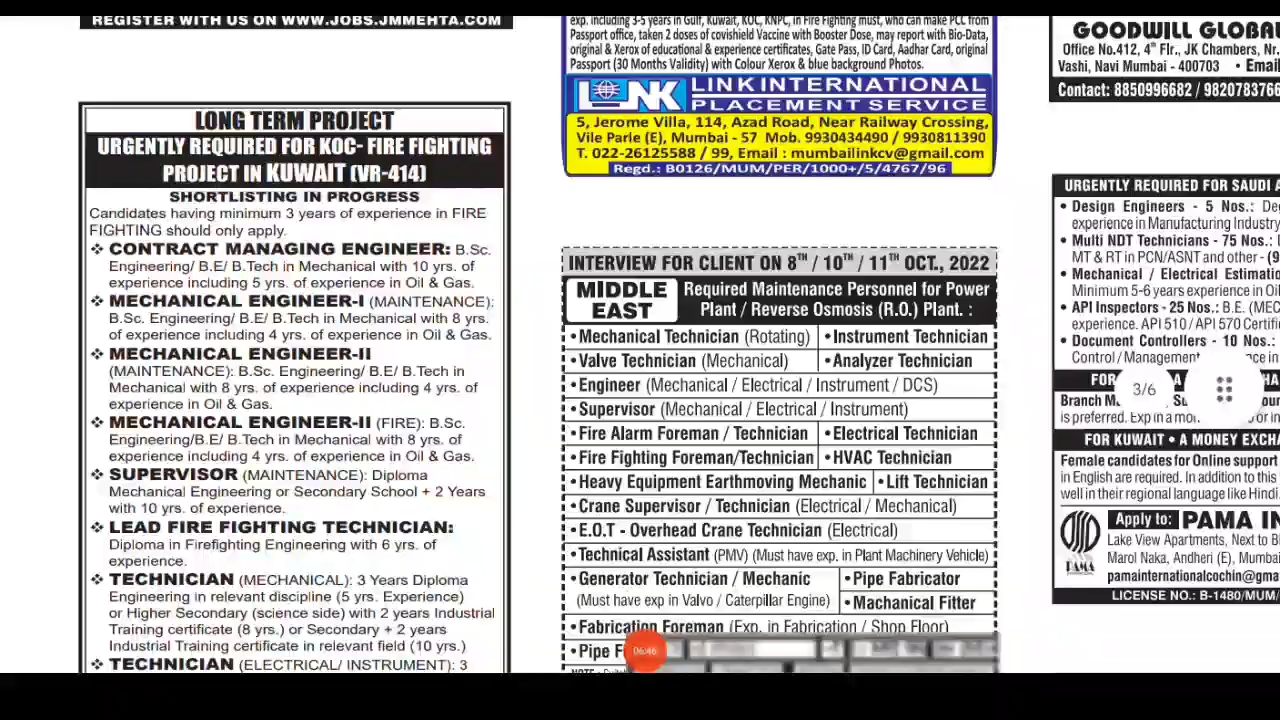 REGISTER WITH US ON WWW.JOBS.JMMEHTA.COM
LONG TERM PROJECT
URGENTLY REQUIRED FOR KOC- FIRE FIGHTING
PROJECT IN KUWAIT (VR-414)
SHORTLISTING IN PROGRESS
Candidates having minimum 3 years of experience in FIRE
FIGHTING should only apply.
❖ CONTRACT MANAGING ENGINEER: B.Sc.
Engineering/ B.E/ B.Tech in Mechanical with 10 yrs. of
experience including 5 yrs. of experience in Oil & Gas.
❖ MECHANICAL ENGINEER-I (MAINTENANCE):
B.Sc. Engineering/ B.E/ B.Tech in Mechanical with 8 yrs.
of experience including 4 yrs. of experience in Oil & Gas.
❖ MECHANICAL ENGINEER-II
(MAINTENANCE): B.Sc. Engineering/ B.E/ B.Tech in
Mechanical with 8 yrs. of experience including 4 yrs. of
experience in Oil & Gas.
❖ MECHANICAL ENGINEER-II (FIRE): B.Sc.
Engineering/B.E/ B.Tech in Mechanical with 8 yrs. of
experience including 4 yrs. of experience in Oil & Gas.
❖ SUPERVISOR (MAINTENANCE): Diploma
Mechanical Engineering or Secondary School + 2 Years
with 10 yrs. of experience.
❖ LEAD FIRE FIGHTING TECHNICIAN:
Diploma in Firefighting Engineering with 6 yrs. of
experience.
❖ TECHNICIAN (MECHANICAL): 3 Years Diploma
Engineering in relevant discipline (5 yrs. Experience)
or Higher Secondary (science side) with 2 years Industrial
Training certificate (8 yrs.) or Secondary + 2 years
Industrial Training certificate in relevant field (10 yrs.)
❖ TECHNICIAN (ELECTRICAL/ INSTRUMENT): 3
exp. including 3-5 years in Gulf, Kuwait, KOC, KNPC, in Fire Fighting must, who can make PCC from
Passport office, taken 2 doses of covishield Vaccine with Booster Dose, may report with Bio-Data,
original & Xerox of educational & experience certificates, Gate Pass, ID Card, Aadhar Card, original
Passport (30 Months Validity) with Colour Xerox & blue background Photos.
LINK LINK INTERNATIONAL
PLACEMENT SERVICE
5, Jerome Villa, 114, Azad Road, Near Railway Crossing,
Vile Parle (E), Mumbai - 57 Mob. 9930434490 / 9930811390
T. 022-26125588 / 99, Email : mumbailinkcv@gmail.com
Regd.: B0126/MUM/PER/1000+/5/4767/96
INTERVIEW FOR CLIENT ON 8TH / 10TH / 11TH OCT., 2022
MIDDLE EAST
Required Maintenance Personnel for Power
Plant / Reverse Osmosis (R.O.) Plant. :
• Mechanical Technician (Rotating) • Instrument Technician
• Valve Technician (Mechanical) • Analyzer Technician
• Engineer (Mechanical / Electrical / Instrument / DCS)
• Supervisor (Mechanical / Electrical / Instrument)
• Fire Alarm Foreman / Technician • Electrical Technician
• Fire Fighting Foreman/Technician • HVAC Technician
• Heavy Equipment Earthmoving Mechanic • Lift Technician
• Crane Supervisor / Technician (Electrical / Mechanical)
• E.O.T - Overhead Crane Technician (Electrical)
• Technical Assistant (PMV) (Must have exp. in Plant Machinery Vehicle)
• Generator Technician / Mechanic • Pipe Fabricator
(Must have exp in Valvo / Caterpillar Engine) • Machanical Fitter
• Fabrication Foreman (Exp. in Fabrication / Shop Floor)
• Pipe F
06:46
GOODWILL GLOBAL
Office No.412, 4th Flr., JK Chambers, Nr.
Vashi, Navi Mumbai - 400703 • Email
Contact: 8850996682 / 9820783766
URGENTLY REQUIRED FOR SAUDI A
• Design Engineers - 5 Nos.: De
experience in Manufacturing Industry
• Multi NDT Technicians - 75 Nos.:
MT & RT in PCN/ASNT and other - (9
• Mechanical / Electrical Estimatio
Minimum 5-6 years experience in Oil
• API Inspectors - 25 Nos.: B.E. (MEC
experience. API 510 / API 570 Certifi
• Document Controllers - 10 Nos.:
Control / Management
FOR
3/6
Branch M
is preferred. Exp in a
FOR KUWAIT • A MONEY EXCHA
Female candidates for Online support
in English are required. In addition to this
well in their regional language like Hindi
PAMA
Apply to: PAMA IN
Lake View Apartments, Next to B
Marol Naka, Andheri (E), Mumba
pamainternationalcochin@gma
LICENSE NO.: B-1480/MUM/